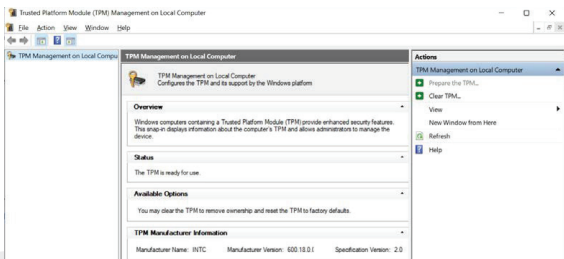 Trusted Platform Module (TPM) Management on Local Computer
File Action View Window Help
TPM Management on Local Compu
TPM Management on Local Computer
TPM Management on Local Computer
Configures the TPM and its support by the Windows platform
Overview
Windows computers containing a Trusted Platform Module (TPM) provide enhanced security features.
This snap-in displays information about the computer's TPM and allows administrators to manage the
device.
Status
The TPM is ready for use.
Available Options
You may clear the TPM to remove ownership and reset the TPM to factory defaults.
TPM Manufacturer Information
Manufacturer Name: INTC Manufacturer Version: 600.18.0.( Specification Version: 2.0
Actions
TPM Management on Local Computer
Prepare the TPM...
Clear TPM...
View
New Window from Here
Refresh
Help